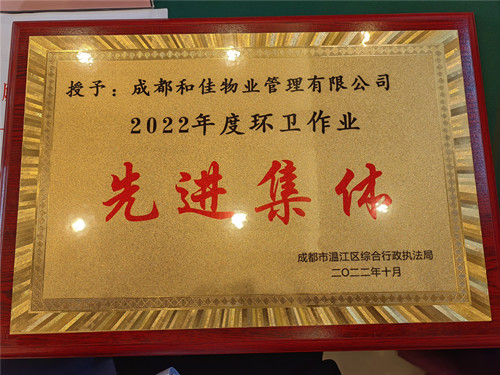 授予：成都和佳物业管理有限公司
2022年度环卫作业
先进集体
成都市温江区综合行政执法局
二〇二二年十月